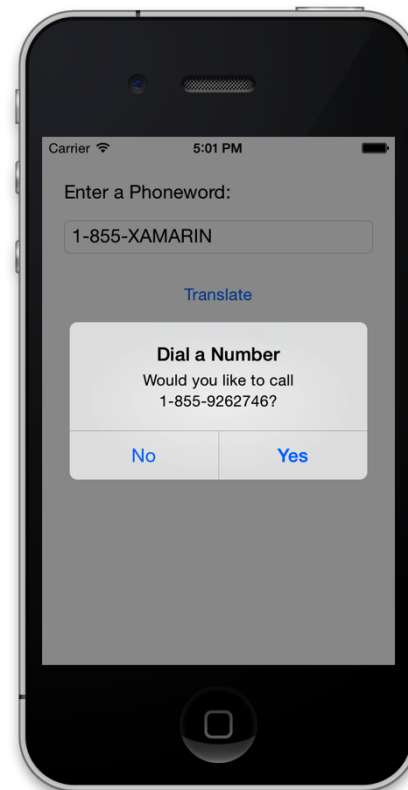 Carrier 5:01 PM
Enter a Phoneword:
1-855-XAMARIN
Translate
Dial a Number
Would you like to call
1-855-9262746?
No Yes